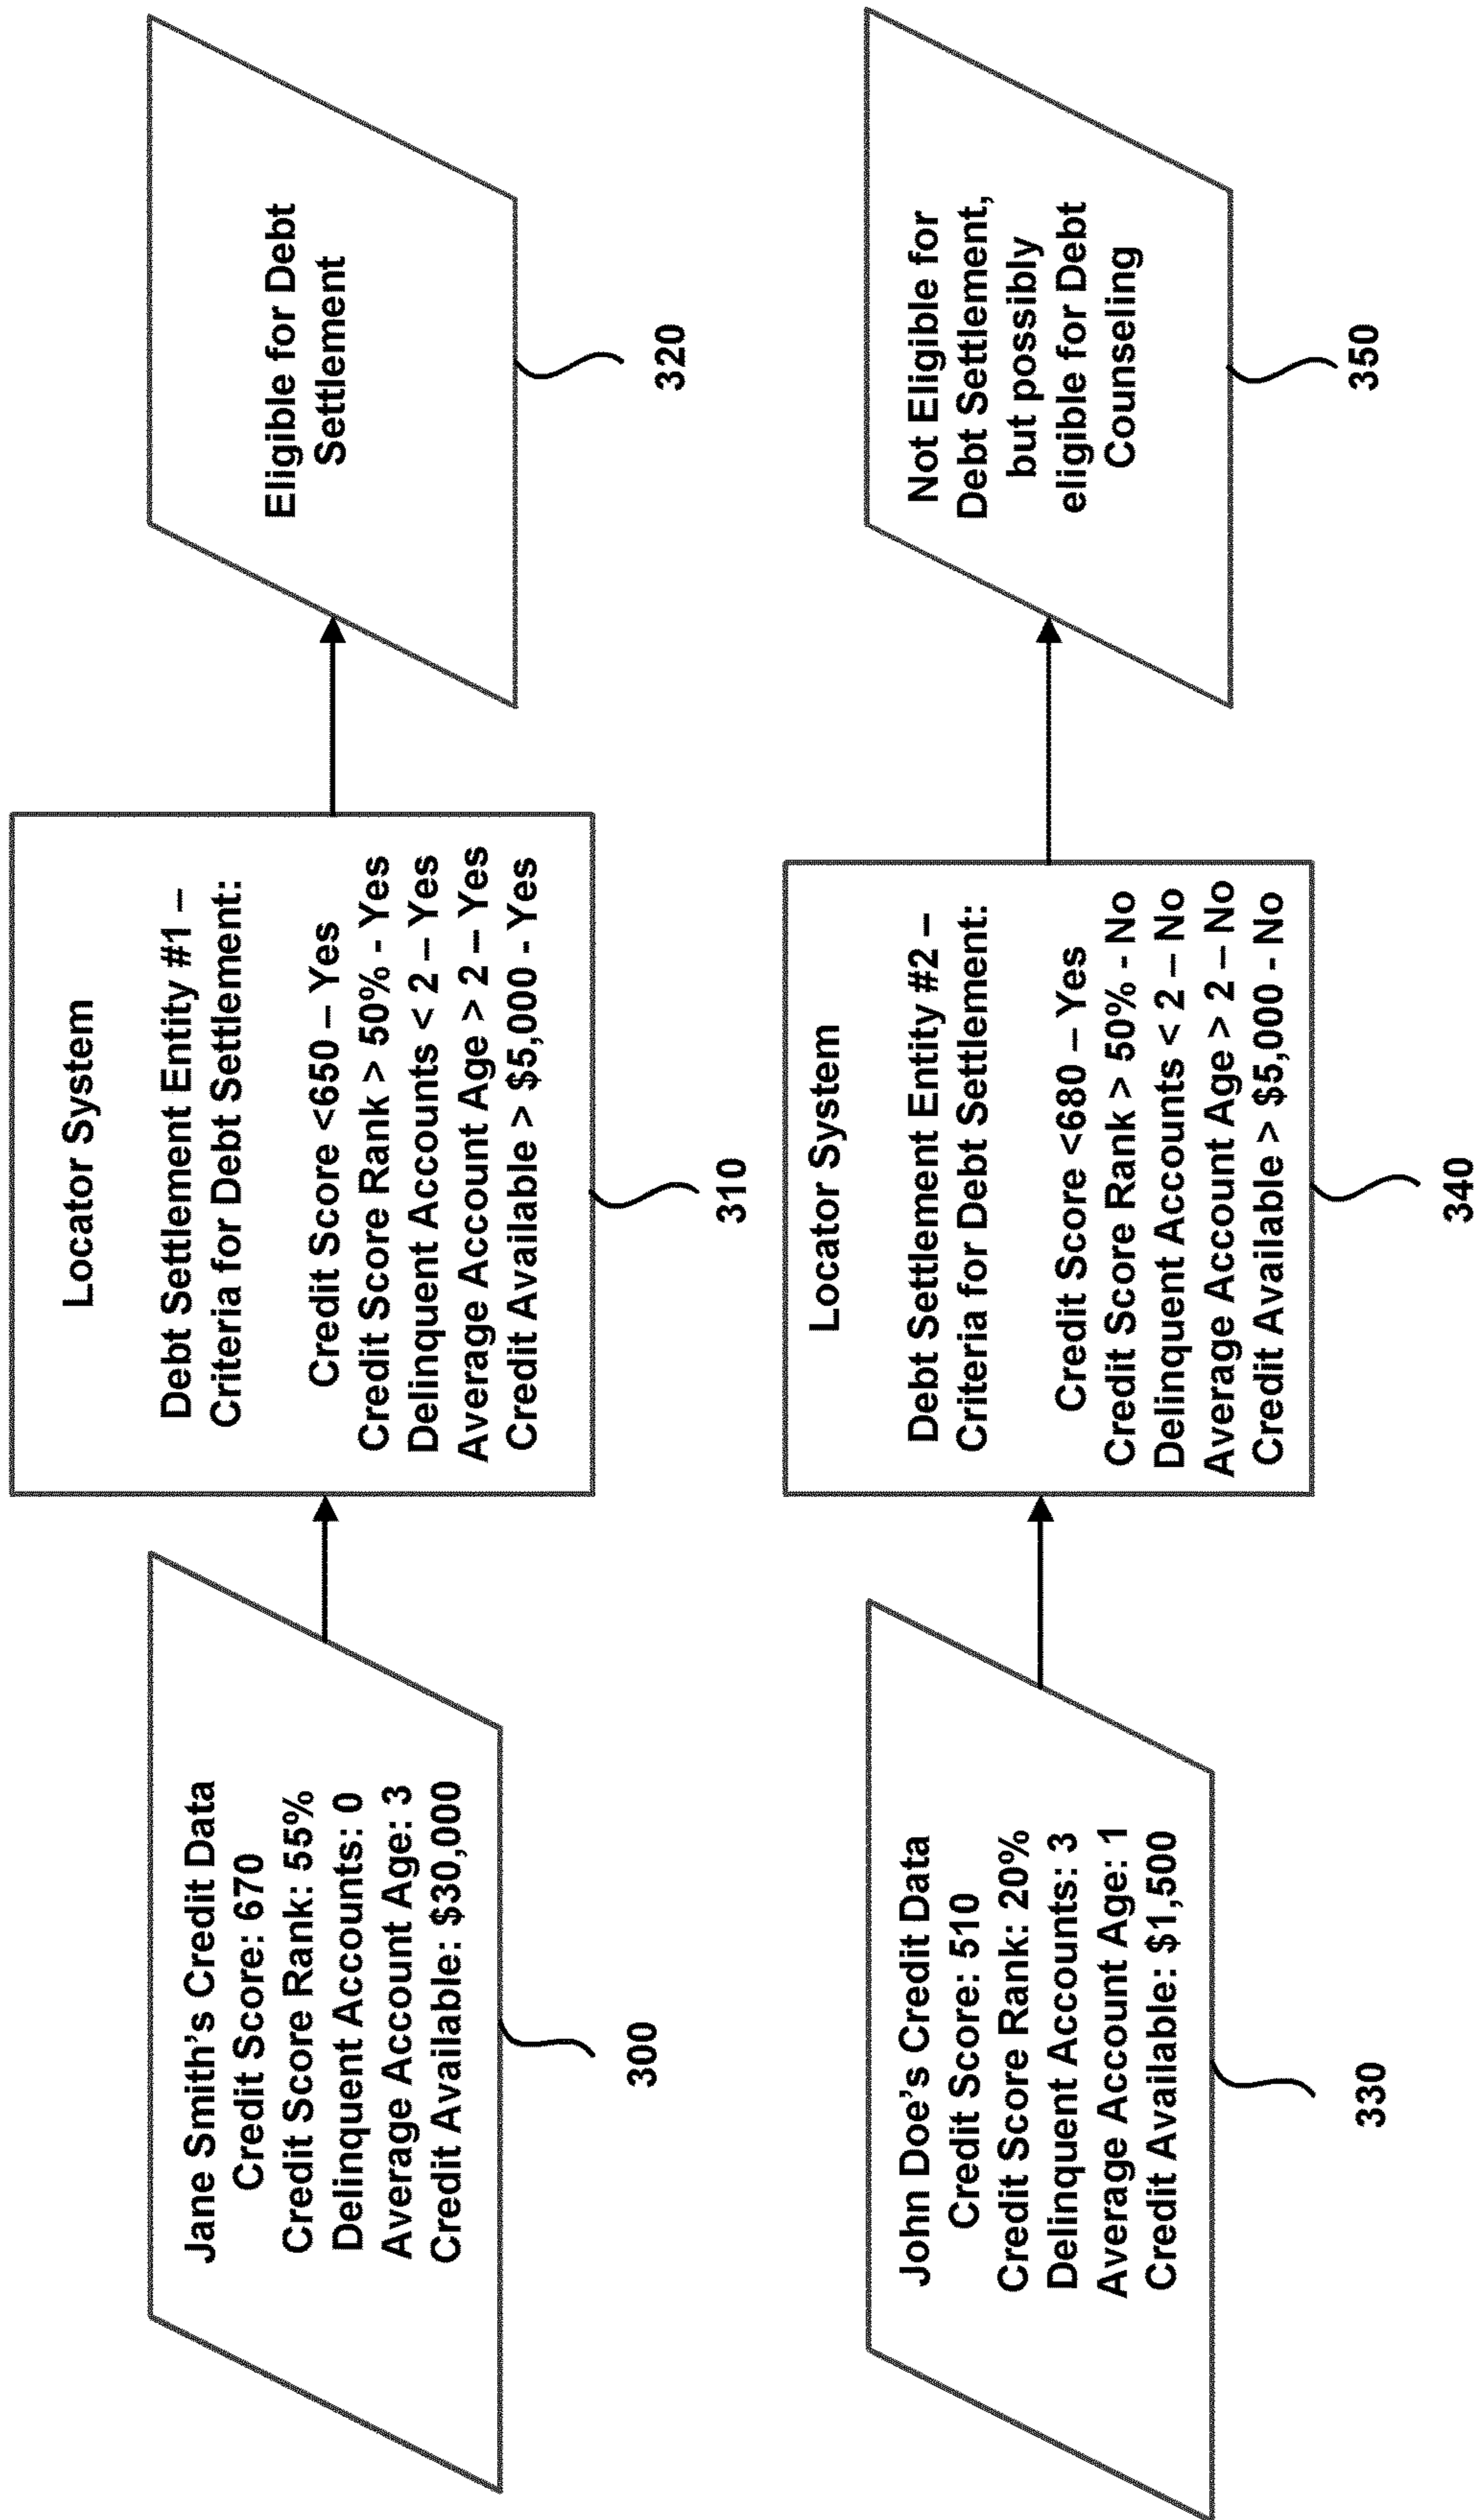 Jane Smith's Credit Data
Credit Score: 670
Credit Score Rank: 55%
Delinquent Accounts: 0
Average Account Age: 3
Credit Available: $30,000
300
Locator System
Debt Settlement Entity #1 –
Criteria for Debt Settlement:
Credit Score <650 – Yes
Credit Score Rank > 50% - Yes
Delinquent Accounts < 2 – Yes
Average Account Age > 2 – Yes
Credit Available > $5,000 - Yes
310
Eligible for Debt
Settlement
320
John Doe's Credit Data
Credit Score: 510
Credit Score Rank: 20%
Delinquent Accounts: 3
Average Account Age: 1
Credit Available: $1,500
330
Locator System
Debt Settlement Entity #2 –
Criteria for Debt Settlement:
Credit Score <680 – Yes
Credit Score Rank > 50% - No
Delinquent Accounts < 2 – No
Average Account Age > 2 – No
Credit Available > $5,000 - No
340
Not Eligible for
Debt Settlement,
but possibly
eligible for Debt
Counseling
350